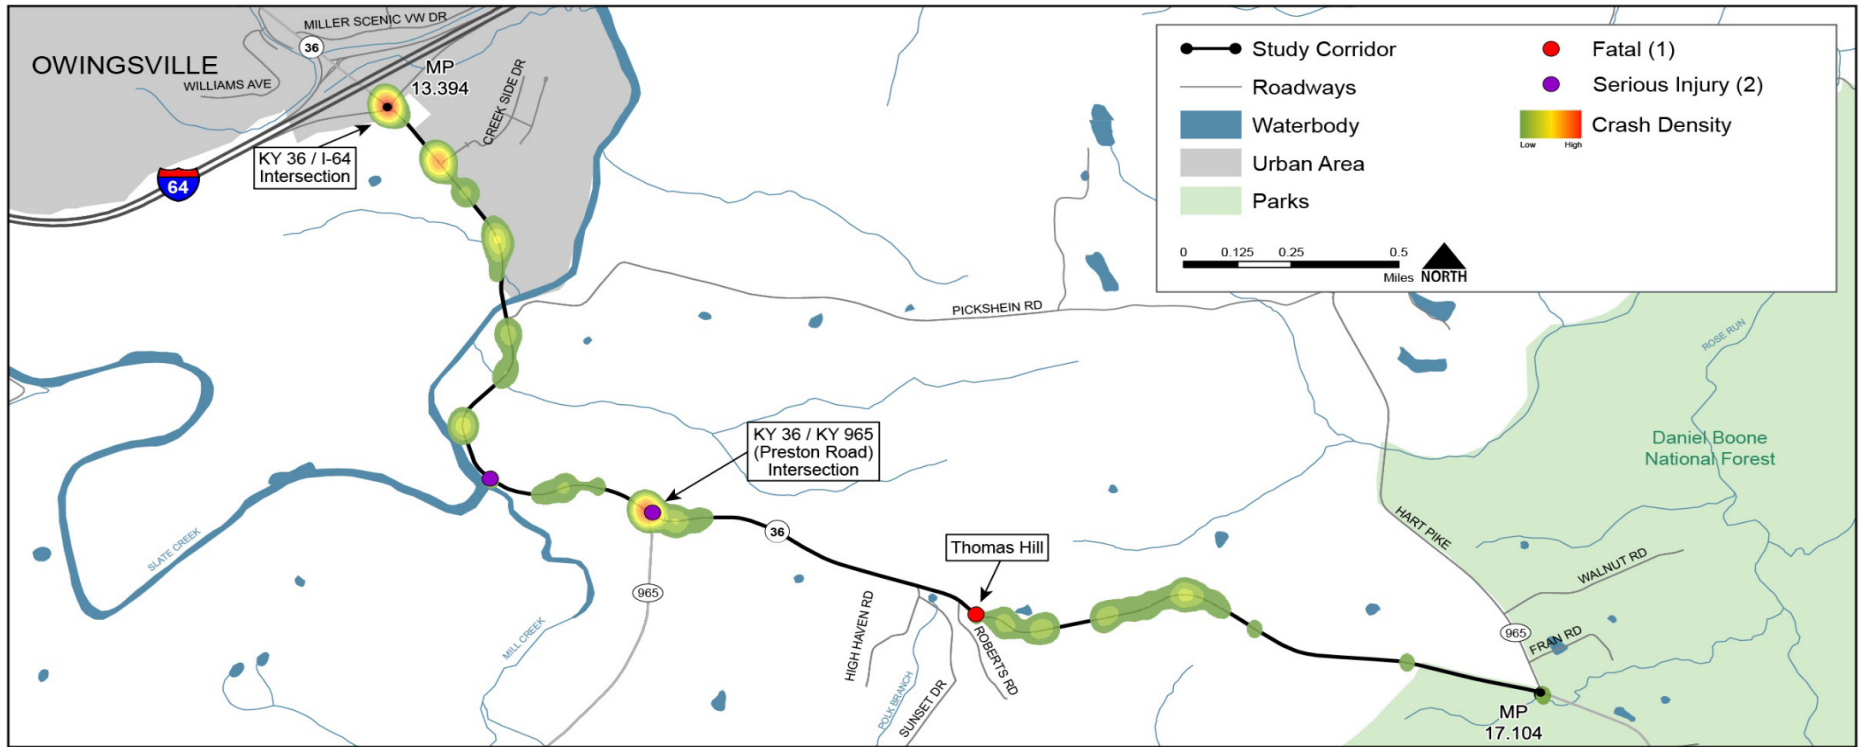 MILLER SCENIC VW DR
36
OWINGSVILLE
WILLIAMS AVE
MP
13.394
CREEK SIDE DR
KY 36 / I-64
Intersection
64
Study Corridor
Roadways
Waterbody
Urban Area
Parks
Fatal (1)
Serious Injury (2)
Crash Density
Low
High
0
0.125
0.25
0.5
Miles
NORTH
PICKSHEIN RD
ROSE RUN
KY 36 / KY 965
(Preston Road)
Intersection
Daniel Boone
National Forest
SLATE CREEK
36
HART PIKE
Thomas Hill
WALNUT RD
965
HIGH HAVEN RD
MILL CREEK
965
FRAN RD
ROBERTS RD
POLK BRANCH
SUNSET DR
MP
17.104